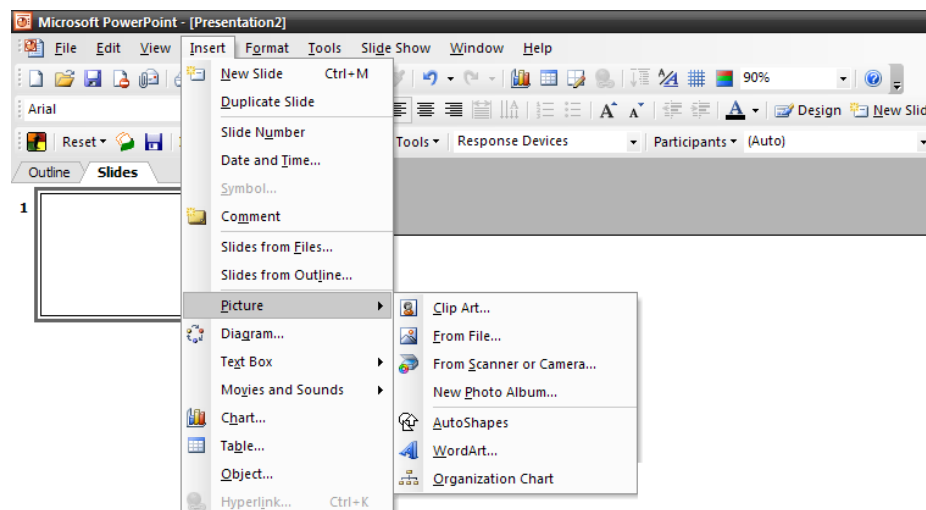 Microsoft PowerPoint - [Presentation2]
File Edit View Insert Format Tools Slide Show Window Help
New Slide Ctrl+M
90%
Duplicate Slide
Arial
Design New Slid
Slide Number
Reset
Tools Response Devices Participants (Auto)
Date and Time...
Outline Slides
Symbol...
1
Comment
Slides from Files...
Slides from Outline...
Picture
Clip Art...
Diagram...
From File...
Text Box
From Scanner or Camera...
Movies and Sounds
New Photo Album...
Chart...
AutoShapes
Table...
WordArt...
Object...
Organization Chart
Hyperlink... Ctrl+K